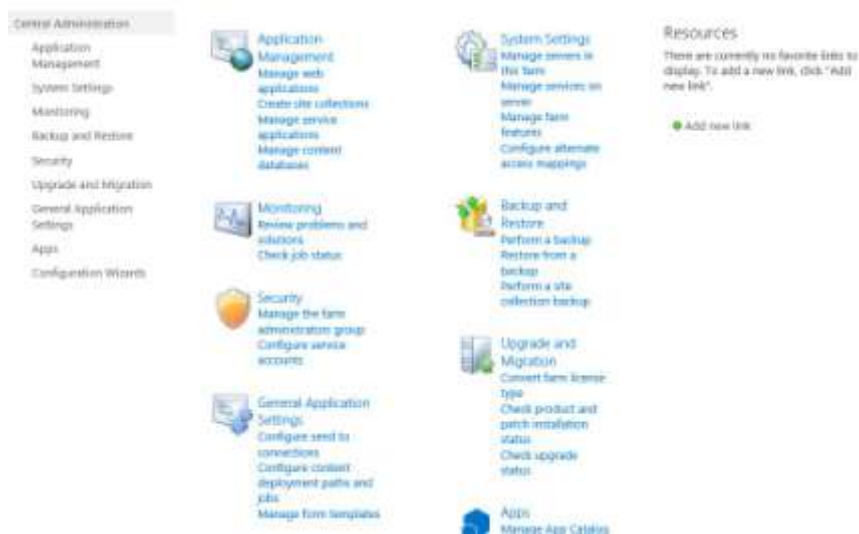 Central Administration
Application
Management
System Settings
Monitoring
Backup and Restore
Security
Upgrade and Migration
General Application
Settings
Apps
Configuration Wizards
Application
Management
Manage web
applications
Create site collections
Manage service
applications
Manage content
databases
Monitoring
Review problems and
solutions
Check job status
Security
Manage the farm
administrators group
Configure service
accounts
General Application
Settings
Configure send to
connections
Configure content
deployment paths and
jobs
Manage form templates
System Settings
Manage servers in
this farm
Manage services on
server
Manage farm
features
Configure alternate
access mappings
Backup and
Restore
Perform a backup
Restore from a
backup
Perform a site
collection backup
Upgrade and
Migration
Convert farm license
type
Check product and
patch installation
status
Check upgrade
status
Apps
Manage App Catalog
Resources
There are currently no favorite links to
display. To add a new link, click "Add
new link".
Add new link